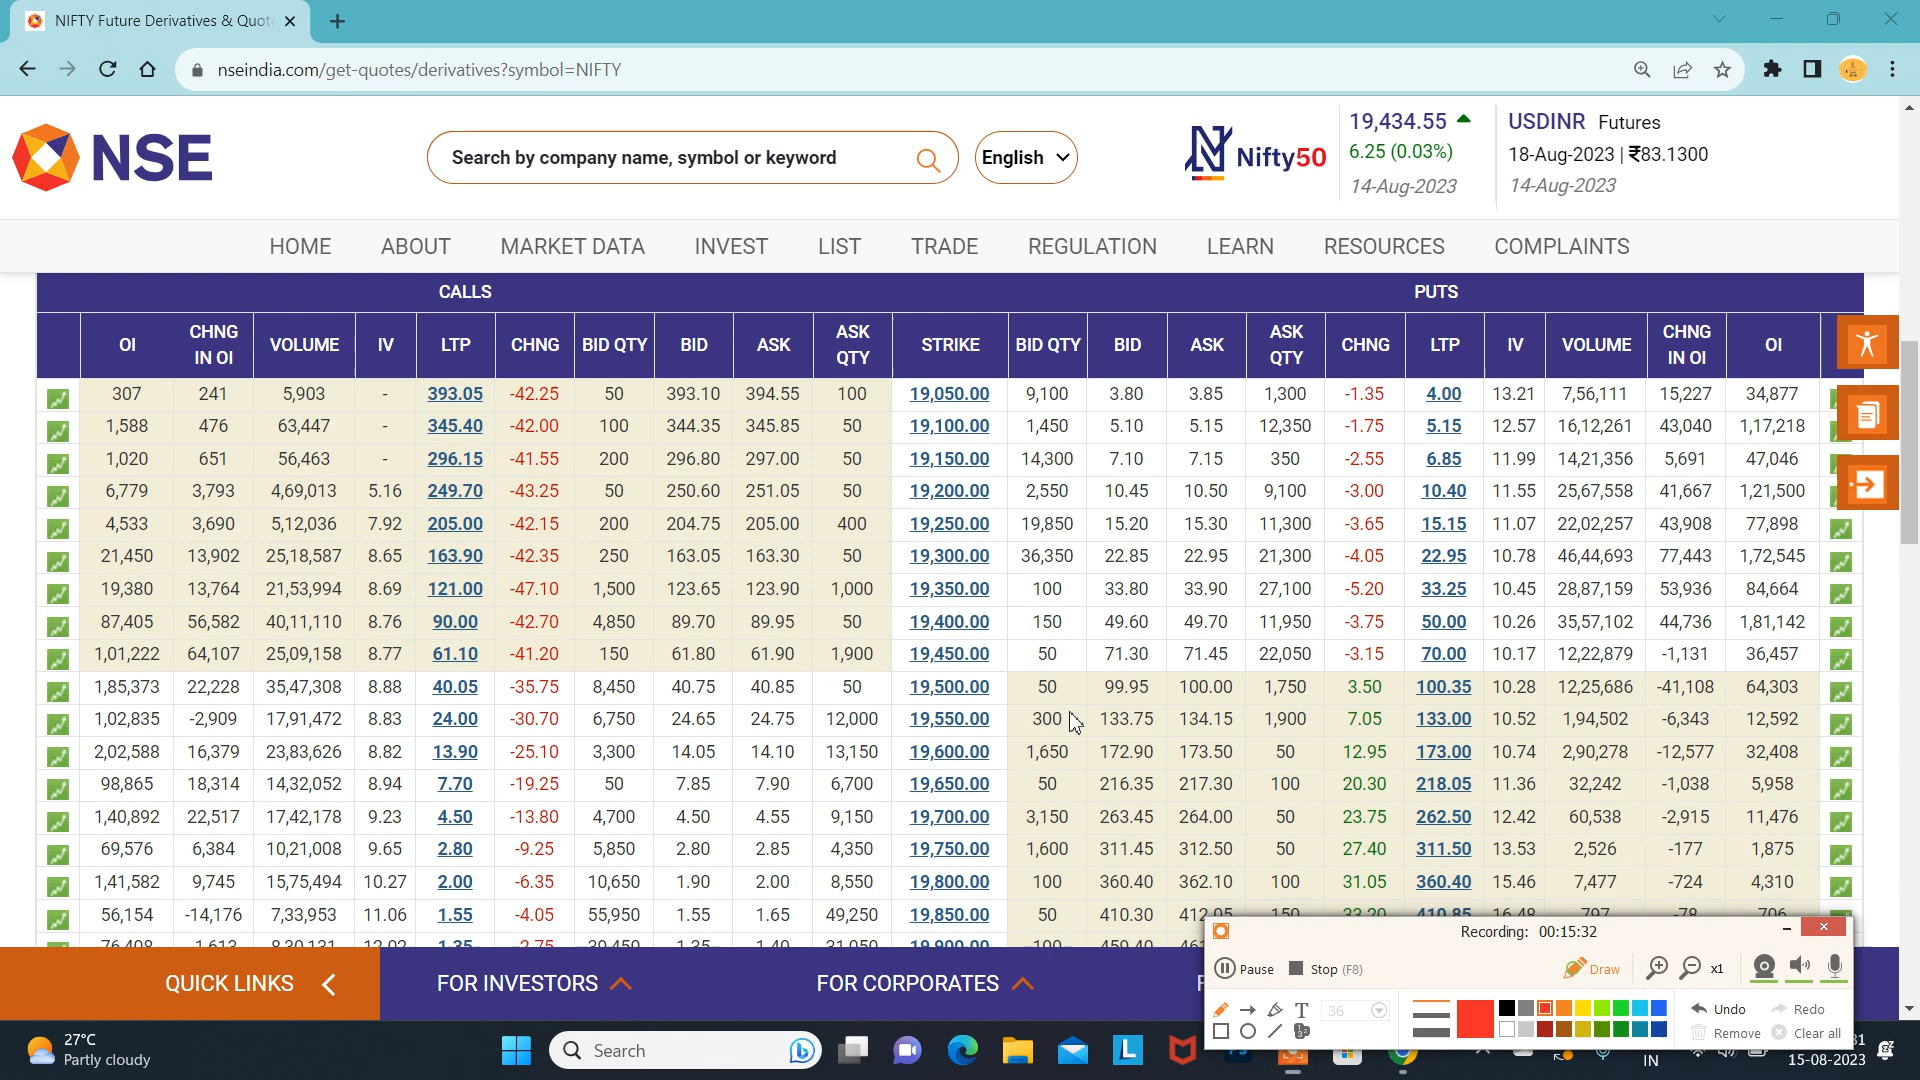 NIFTY Future Derivatives & Quot
nseindia.com/get-quotes/derivatives?symbol=NIFTY
NSE
Search by company name, symbol or keyword
English
Nifty50
19,434.55
6.25 (0.03%)
14-Aug-2023
USDINR Futures
18-Aug-2023 | ₹83.1300
14-Aug-2023
HOME ABOUT MARKET DATA INVEST LIST TRADE REGULATION LEARN RESOURCES COMPLAINTS
CALLS PUTS
OI CHNG IN OI VOLUME IV LTP CHNG BID QTY BID ASK ASK QTY STRIKE BID QTY BID ASK ASK QTY CHNG LTP IV VOLUME CHNG IN OI OI
307 241 5,903 - 393.05 -42.25 50 393.10 394.55 100 19,050.00 9,100 3.80 3.85 1,300 -1.35 4.00 13.21 7,56,111 15,227 34,877
1,588 476 63,447 - 345.40 -42.00 100 344.35 345.85 50 19,100.00 1,450 5.10 5.15 12,350 -1.75 5.15 12.57 16,12,261 43,040 1,17,218
1,020 651 56,463 - 296.15 -41.55 200 296.80 297.00 50 19,150.00 14,300 7.10 7.15 350 -2.55 6.85 11.99 14,21,356 5,691 47,046
6,779 3,793 4,69,013 5.16 249.70 -43.25 50 250.60 251.05 50 19,200.00 2,550 10.45 10.50 9,100 -3.00 10.40 11.55 25,67,558 41,667 1,21,500
4,533 3,690 5,12,036 7.92 205.00 -42.15 200 204.75 205.00 400 19,250.00 19,850 15.20 15.30 11,300 -3.65 15.15 11.07 22,02,257 43,908 77,898
21,450 13,902 25,18,587 8.65 163.90 -42.35 250 163.05 163.30 50 19,300.00 36,350 22.85 22.95 21,300 -4.05 22.95 10.78 46,44,693 77,443 1,72,545
19,380 13,764 21,53,994 8.69 121.00 -47.10 1,500 123.65 123.90 1,000 19,350.00 100 33.80 33.90 27,100 -5.20 33.25 10.45 28,87,159 53,936 84,664
87,405 56,582 40,11,110 8.76 90.00 -42.70 4,850 89.70 89.95 50 19,400.00 150 49.60 49.70 11,950 -3.75 50.00 10.26 35,57,102 44,736 1,81,142
1,01,222 64,107 25,09,158 8.77 61.10 -41.20 150 61.80 61.90 1,900 19,450.00 50 71.30 71.45 22,050 -3.15 70.00 10.17 12,22,879 -1,131 36,457
1,85,373 22,228 35,47,308 8.88 40.05 -35.75 8,450 40.75 40.85 50 19,500.00 50 99.95 100.00 1,750 3.50 100.35 10.28 12,25,686 -41,108 64,303
1,02,835 -2,909 17,91,472 8.83 24.00 -30.70 6,750 24.65 24.75 12,000 19,550.00 300 133.75 134.15 1,900 7.05 133.00 10.52 1,94,502 -6,343 12,592
2,02,588 16,379 23,83,626 8.82 13.90 -25.10 3,300 14.05 14.10 13,150 19,600.00 1,650 172.90 173.50 50 12.95 173.00 10.74 2,90,278 -12,577 32,408
98,865 18,314 14,32,052 8.94 7.70 -19.25 50 7.85 7.90 6,700 19,650.00 50 216.35 217.30 100 20.30 218.05 11.36 32,242 -1,038 5,958
1,40,892 22,517 17,42,178 9.23 4.50 -13.80 4,700 4.50 4.55 9,150 19,700.00 3,150 263.45 264.00 50 23.75 262.50 12.42 60,538 -2,915 11,476
69,576 6,384 10,21,008 9.65 2.80 -9.25 5,850 2.80 2.85 4,350 19,750.00 1,600 311.45 312.50 50 27.40 311.50 13.53 2,526 -177 1,875
1,41,582 9,745 15,75,494 10.27 2.00 -6.35 10,650 1.90 2.00 8,550 19,800.00 100 360.40 362.10 100 31.05 360.40 15.46 7,477 -724 4,310
56,154 -14,176 7,33,953 11.06 1.55 -4.05 55,950 1.55 1.65 49,250 19,850.00 50 410.30 412.05 150 33.20 410.85 16.48 797 -78 706
Recording: 00:15:32
Pause Stop (F8) Draw x1
T 36 Undo Redo
Remove Clear all
QUICK LINKS FOR INVESTORS FOR CORPORATES
27°C
Partly cloudy
Search
IN
15-08-2023